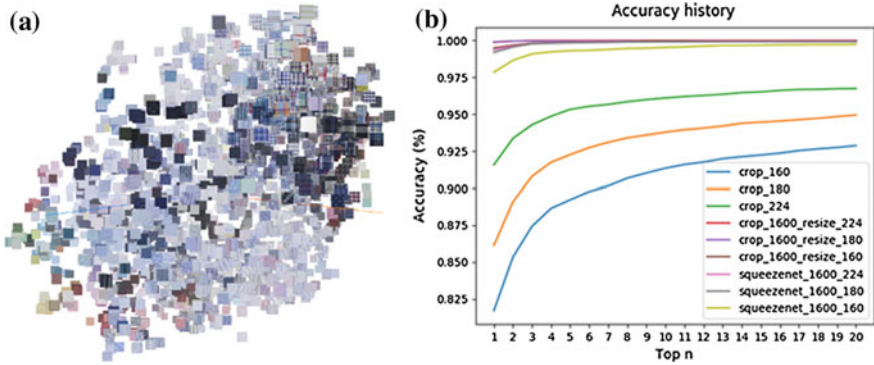 (a)
(b)
Accuracy history
Accuracy (%)
1.000
0.975
0.950
0.925
0.900
0.875
0.850
0.825
crop_160
crop_180
crop_224
crop_1600_resize_224
crop_1600_resize_180
crop_1600_resize_160
squeezenet_1600_224
squeezenet_1600_180
squeezenet_1600_160
1 2 3 4 5 6 7 8 9 10 11 12 13 14 15 16 17 18 19 20
Top n